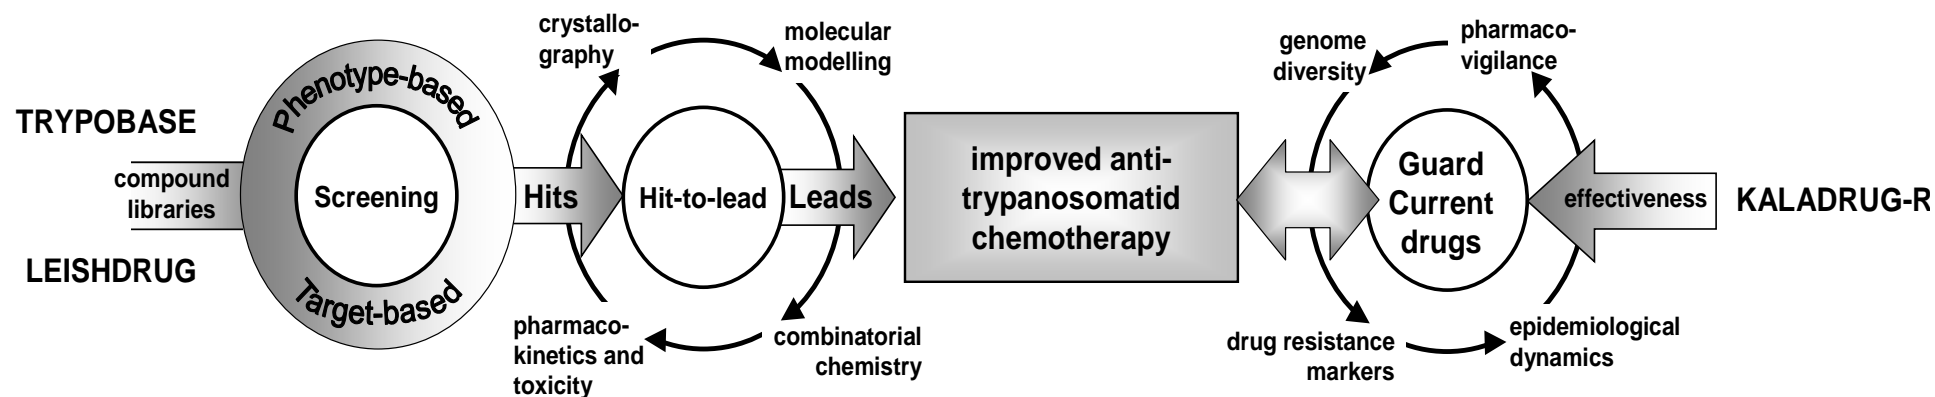 TRYPOBASE
compound
libraries
LEISHDRUG
Phenotype-based
Screening
Target-based
Hits
crystallo-
graphy
molecular
modelling
Hit-to-lead
pharmaco-
kinetics and
toxicity
combinatorial
chemistry
Leads
improved anti-
trypanosomatid
chemotherapy
genome
diversity
pharmaco-
vigilance
Guard
Current
drugs
drug resistance
markers
epidemiological
dynamics
effectiveness
KALADRUG-R